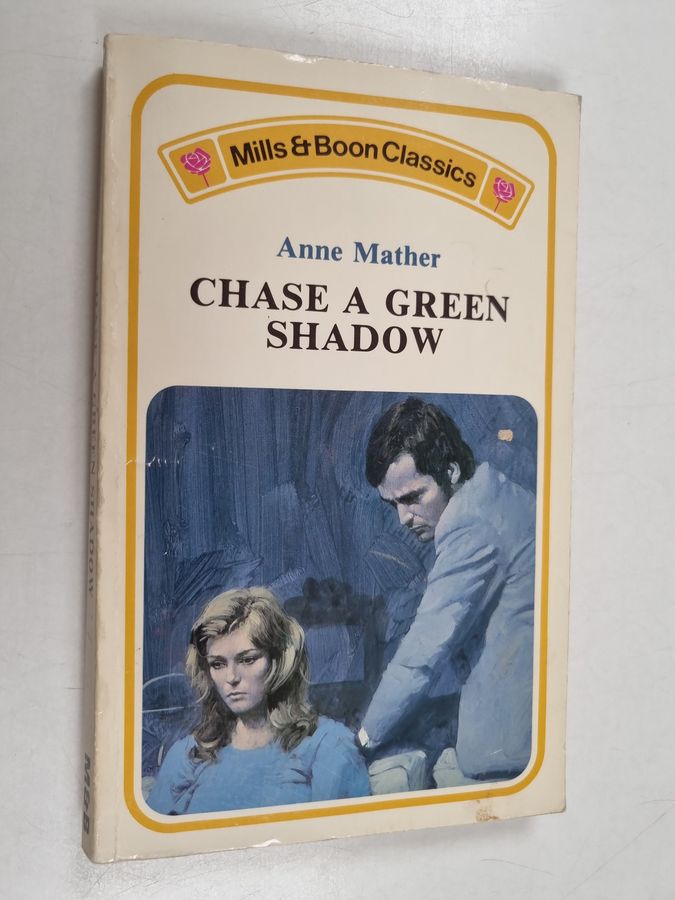 Mills & Boon Classics
Anne Mather
CHASE A GREEN
SHADOW
M&B